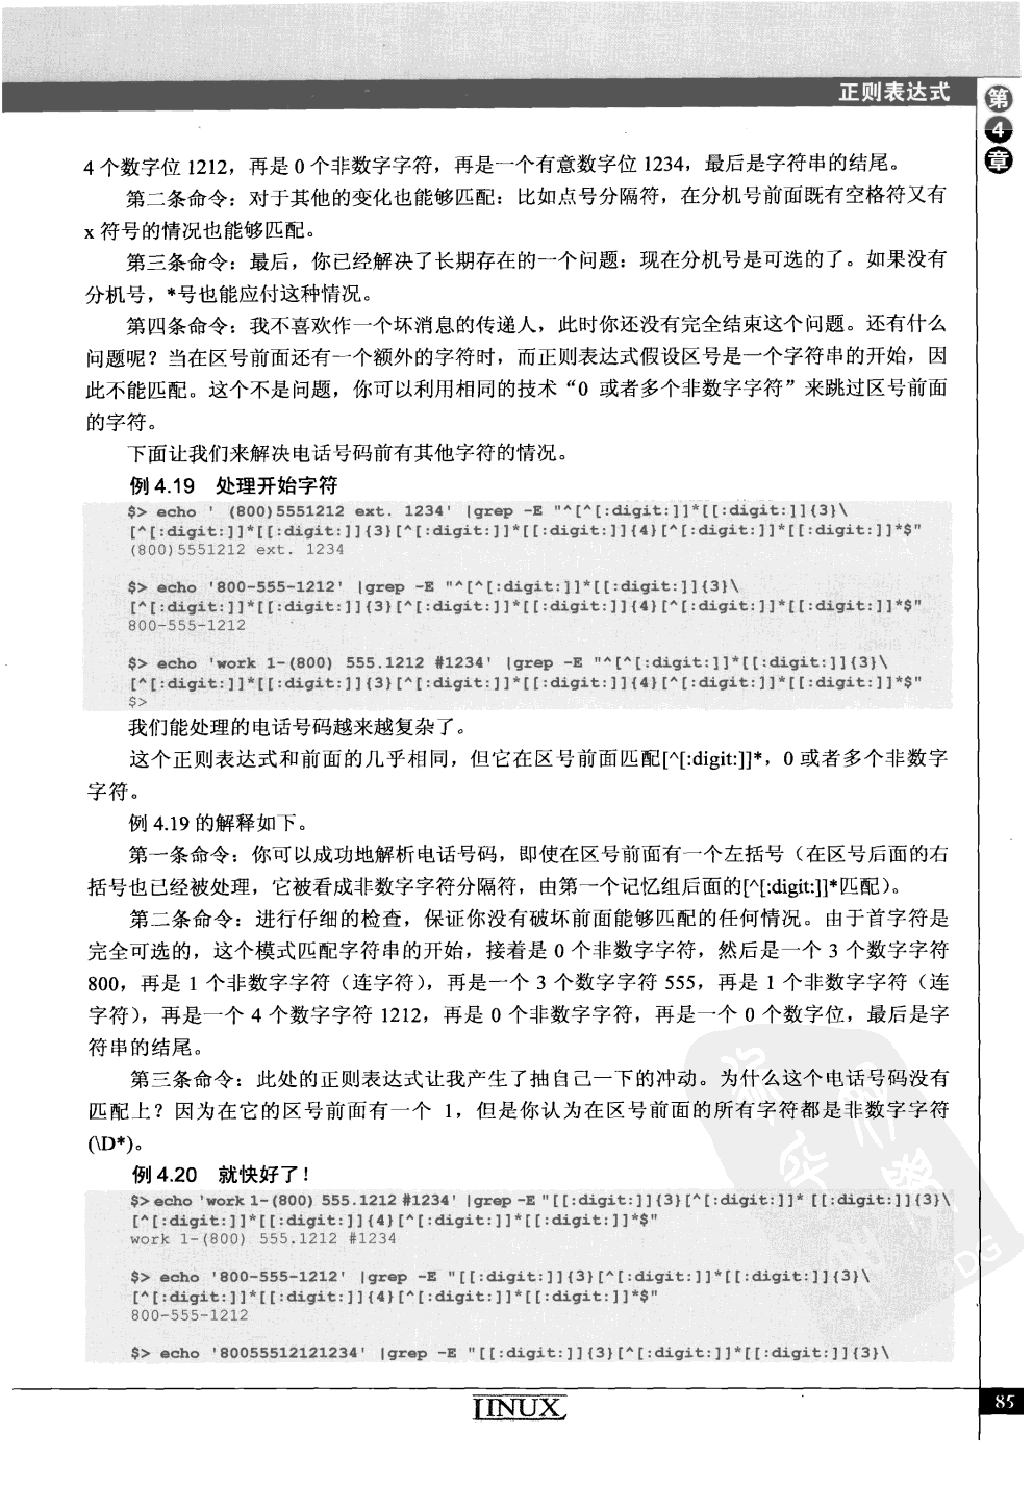 正则表达式
第
4
章
4 个数字位 1212，再是 0 个非数字字符，再是一个有意数字位 1234，最后是字符串的结尾。
第二条命令：对于其他的变化也能够匹配：比如点号分隔符，在分机号前面既有空格符又有
x 符号的情况也能够匹配。
第三条命令：最后，你已经解决了长期存在的一个问题：现在分机号是可选的了。如果没有
分机号，*号也能应付这种情况。
第四条命令：我不喜欢作一个坏消息的传递人，此时你还没有完全结束这个问题。还有什么
问题呢？当在区号前面还有一个额外的字符时，而正则表达式假设区号是一个字符串的开始，因
此不能匹配。这个不是问题，你可以利用相同的技术“0 或者多个非数字字符”来跳过区号前面
的字符。
下面让我们来解决电话号码前有其他字符的情况。
例 4.19 处理开始字符
$> echo ' (800)5551212 ext. 1234' |grep -E "^[^[:digit:]]*[[:digit:]]{3}\
[^[:digit:]]*[[:digit:]]{3}[^[:digit:]]*[[:digit:]]{4}[^[:digit:]]*[[:digit:]]*$"
(800)5551212 ext. 1234
$> echo '800-555-1212' |grep -E "^[^[:digit:]]*[[:digit:]]{3}\
[^[:digit:]]*[[:digit:]]{3}[^[:digit:]]*[[:digit:]]{4}[^[:digit:]]*[[:digit:]]*$"
800-555-1212
$> echo 'work 1-(800) 555.1212 #1234' |grep -E "^[^[:digit:]]*[[:digit:]]{3}\
[^[:digit:]]*[[:digit:]]{3}[^[:digit:]]*[[:digit:]]{4}[^[:digit:]]*[[:digit:]]*$"
$>
我们能处理的电话号码越来越复杂了。
这个正则表达式和前面的几乎相同，但它在区号前面匹配[^[:digit:]]*，0 或者多个非数字
字符。
例 4.19 的解释如下。
第一条命令：你可以成功地解析电话号码，即使在区号前面有一个左括号（在区号后面的右
括号也已经被处理，它被看成非数字字符分隔符，由第一个记忆组后面的[^[:digit:]]*匹配）。
第二条命令：进行仔细的检查，保证你没有破坏前面能够匹配的任何情况。由于首字符是
完全可选的，这个模式匹配字符串的开始，接着是 0 个非数字字符，然后是一个 3 个数字字符
800，再是 1 个非数字字符（连字符），再是一个 3 个数字字符 555，再是 1 个非数字字符（连
字符），再是一个 4 个数字字符 1212，再是 0 个非数字字符，再是一个 0 个数字位，最后是字
符串的结尾。
第三条命令：此处的正则表达式让我产生了抽自己一下的冲动。为什么这个电话号码没有
匹配上？因为在它的区号前面有一个 1，但是你认为在区号前面的所有字符都是非数字字符
(\D*)。
例 4.20 就快好了！
$> echo 'work 1-(800) 555.1212 #1234' |grep -E "[[:digit:]]{3}[^[:digit:]]* [[:digit:]]{3}\
[^[:digit:]]*[[:digit:]]{4}[^[:digit:]]*[[:digit:]]*$"
work 1-(800) 555.1212 #1234
$> echo '800-555-1212' |grep -E "[[:digit:]]{3}[^[:digit:]]*[[:digit:]]{3}\
[^[:digit:]]*[[:digit:]]{4}[^[:digit:]]*[[:digit:]]*$"
800-555-1212
$> echo '80055512121234' |grep -E "[[:digit:]]{3}[^[:digit:]]*[[:digit:]]{3}\
LINUX
85